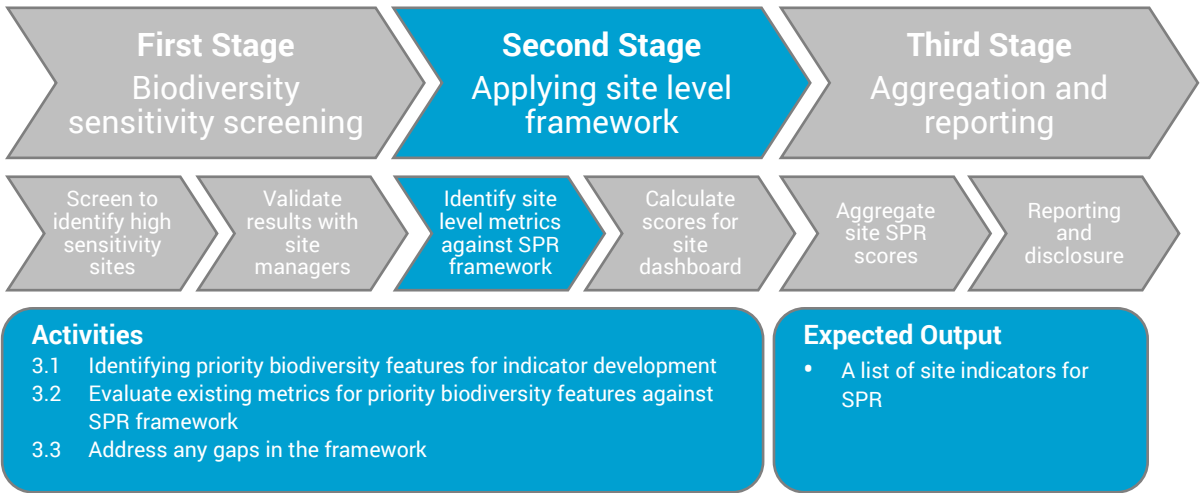 First Stage
Biodiversity
sensitivity screening
Second Stage
Applying site level
framework
Third Stage
Aggregation and
reporting
Screen to
identify high
sensitivity
sites
Validate
results with
site
managers
Identify site
level metrics
against SPR
framework
Calculate
scores for
site
dashboard
Aggregate
site SPR
scores
Reporting
and
disclosure
Activities
3.1 Identifying priority biodiversity features for indicator development
3.2 Evaluate existing metrics for priority biodiversity features against
SPR framework
3.3 Address any gaps in the framework
Expected Output
• A list of site indicators for
SPR